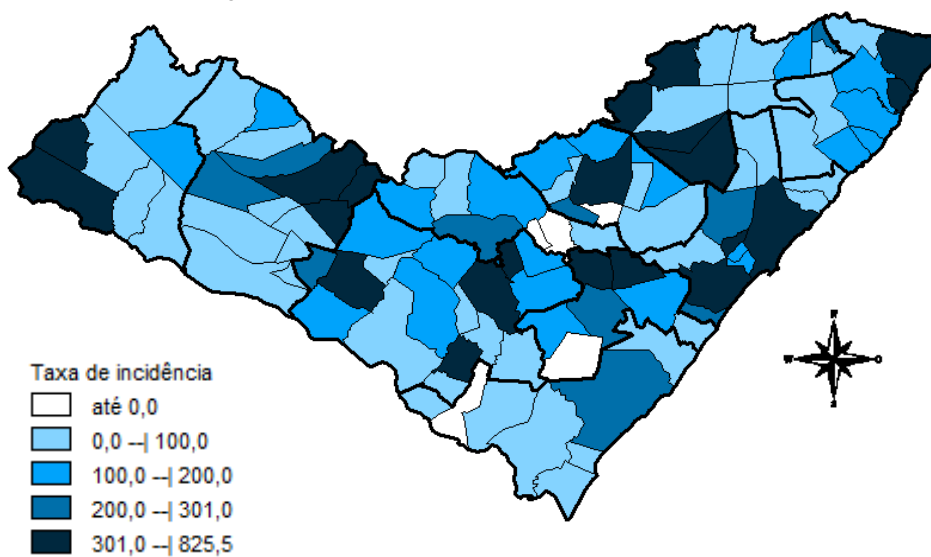 Taxa de incidência
até 0,0
0,0 --| 100,0
100,0 --| 200,0
200,0 --| 301,0
301,0 --| 825,5